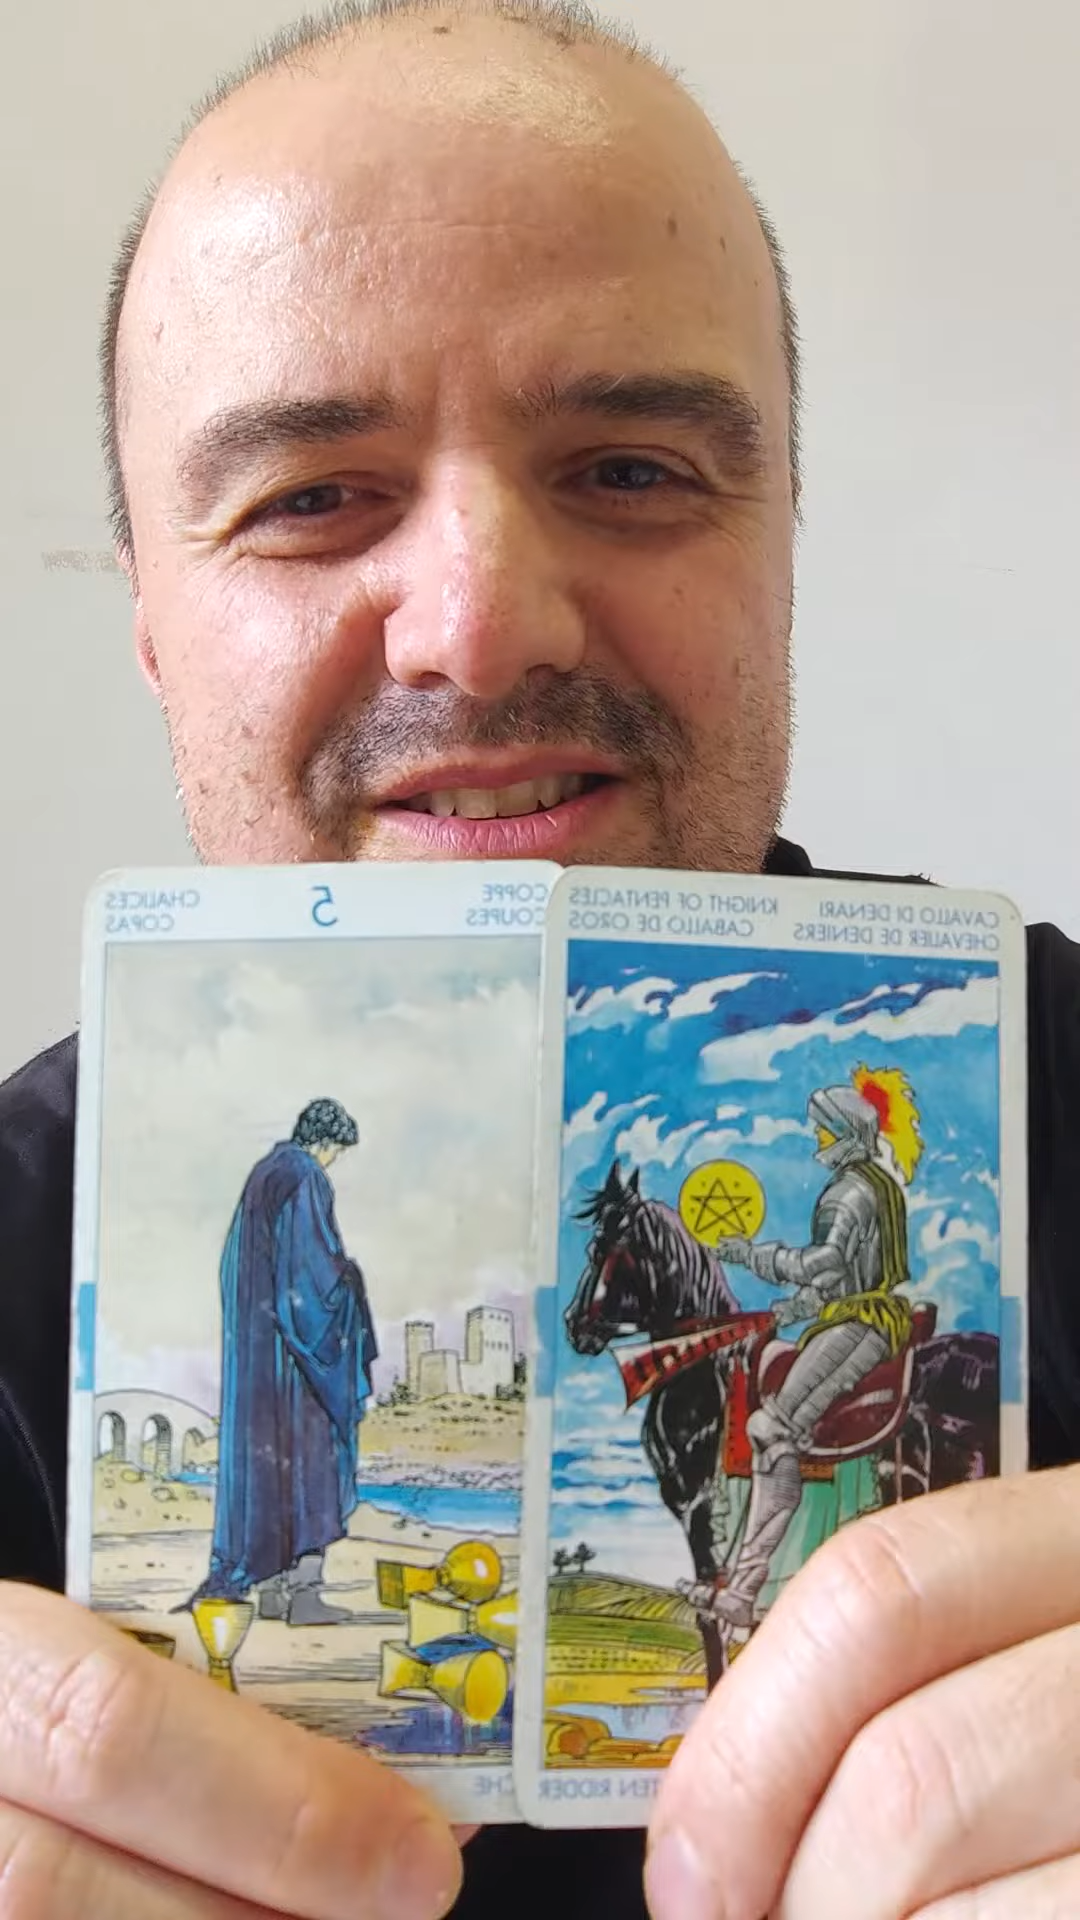 CHALICES 5 COPPE
COPAS COUPES
KNIGHT OF PENTACLES CAVALLO DI DENARI
CABALLO DE OROS CHEVALIER DE DENIERS
CHE
TEN RIDDER